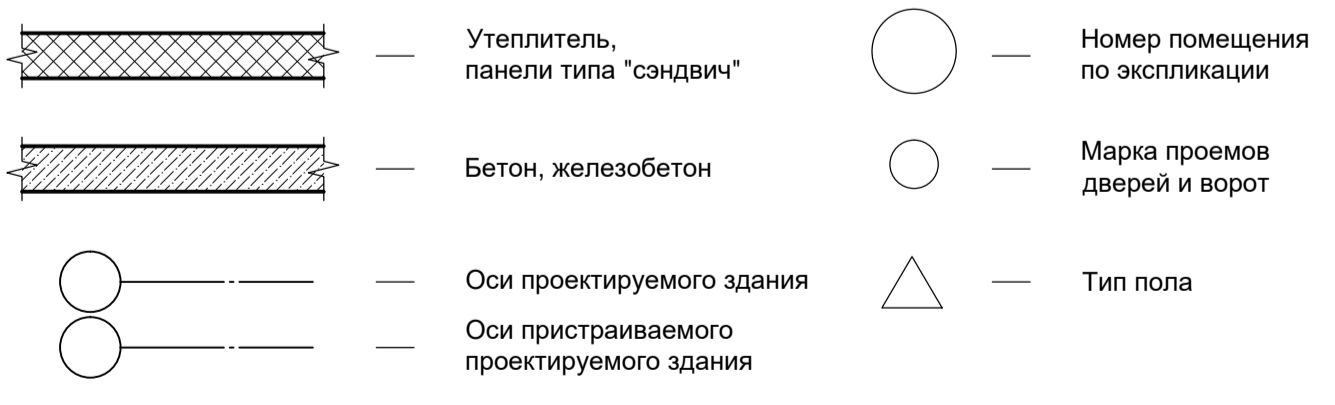 Утеплитель,
панели типа "сэндвич"
Бетон, железобетон
Оси проектируемого здания
Оси пристраиваемого
проектируемого здания
Номер помещения
по экспликации
Марка проемов
дверей и ворот
Тип пола